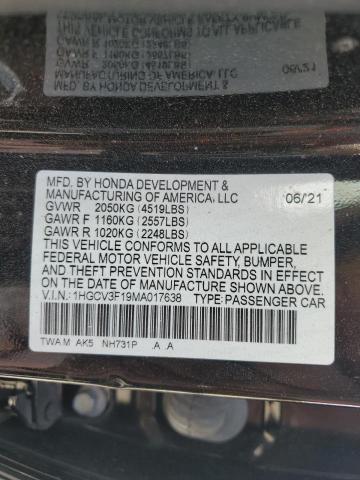 MFD. BY HONDA DEVELOPMENT &
MANUFACTURING OF AMERICA, LLC 06/21
GVWR 2050KG (4519LBS)
GAWR F 1160KG (2557LBS)
GAWR R 1020KG (2248LBS)
THIS VEHICLE CONFORMS TO ALL APPLICABLE
FEDERAL MOTOR VEHICLE SAFETY, BUMPER,
AND THEFT PREVENTION STANDARDS IN EFFECT
ON THE DATE OF MANUFACTURE SHOWN ABOVE.
V.I.N.: 1HGCV3F19MA017638 TYPE: PASSENGER CAR
TWA M AK5 NH731P .A .A